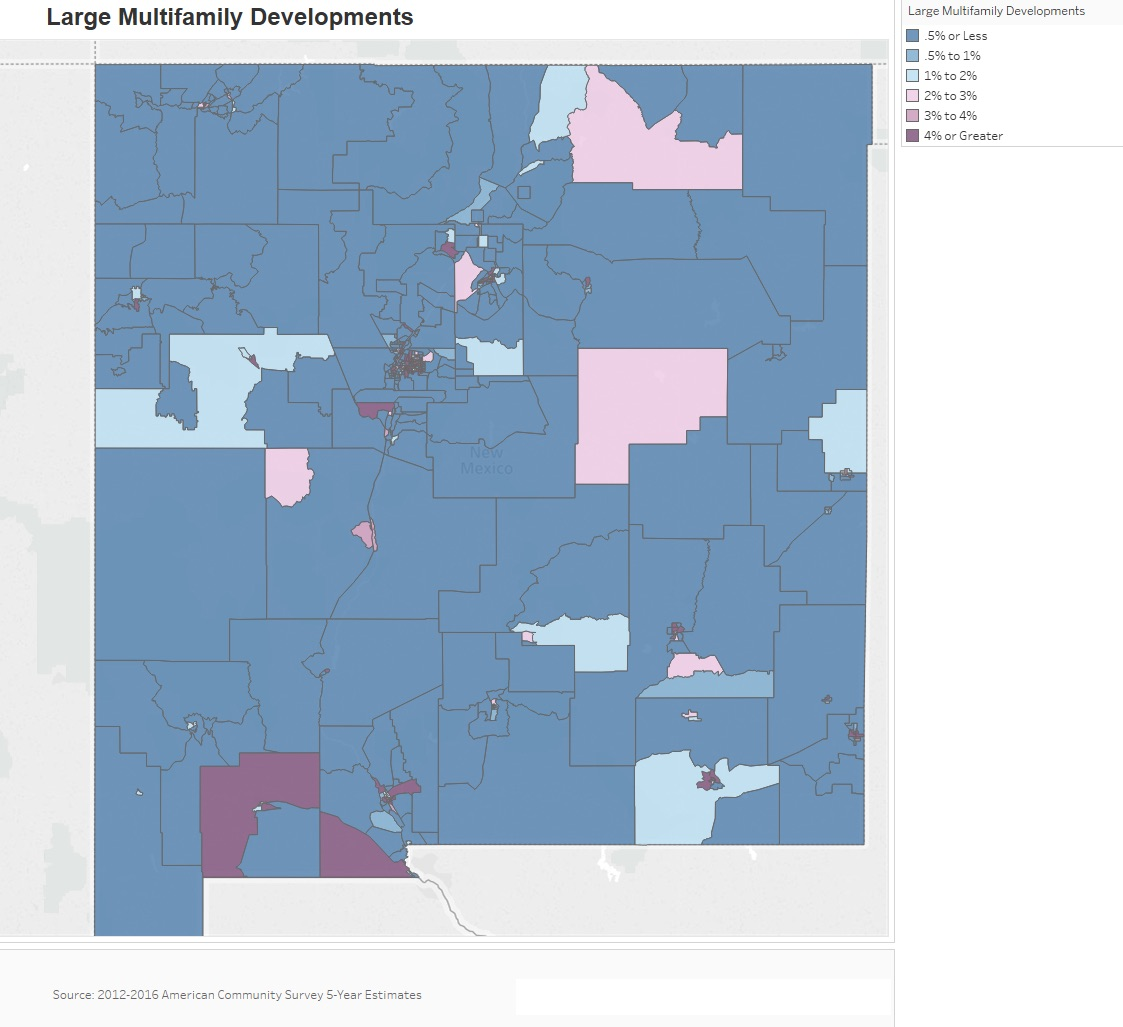 Large Multifamily Developments
Large Multifamily Developments
.5% or Less
.5% to 1%
1% to 2%
2% to 3%
3% to 4%
4% or Greater
New
Mexico
Source: 2012-2016 American Community Survey 5-Year Estimates